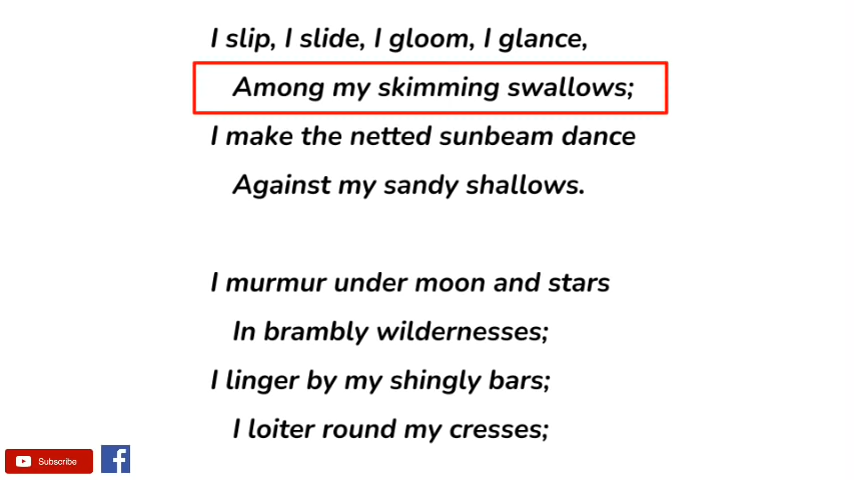 I slip, I slide, I gloom, I glance,
Among my skimming swallows;
I make the netted sunbeam dance
Against my sandy shallows.
I murmur under moon and stars
In brambly wildernesses;
I linger by my shingly bars;
I loiter round my cresses;
Subscribe